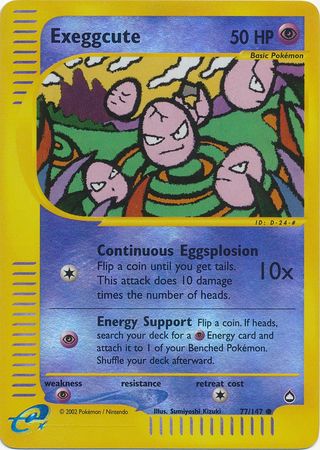 Exeggcute 50 HP
Basic Pokémon
ID: D-24-#
Continuous Eggsplosion
Flip a coin until you get tails.
This attack does 10 damage
times the number of heads.
10x
Energy Support Flip a coin. If heads,
search your deck for a Energy card and
attach it to 1 of your Benched Pokémon.
Shuffle your deck afterward.
weakness resistance retreat cost
e
© 2002 Pokémon / Nintendo Illus. Sumiyoshi Kizuki 77/147